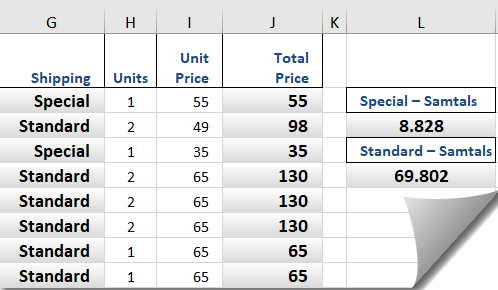 G H I J K L
Unit Total
Shipping Units Price Price
Special 1 55 55 Special – Samtals
Standard 2 49 98 8.828
Special 1 35 35 Standard – Samtals
Standard 2 65 130 69.802
Standard 2 65 130
Standard 2 65 130
Standard 1 65 65
Standard 1 65 65